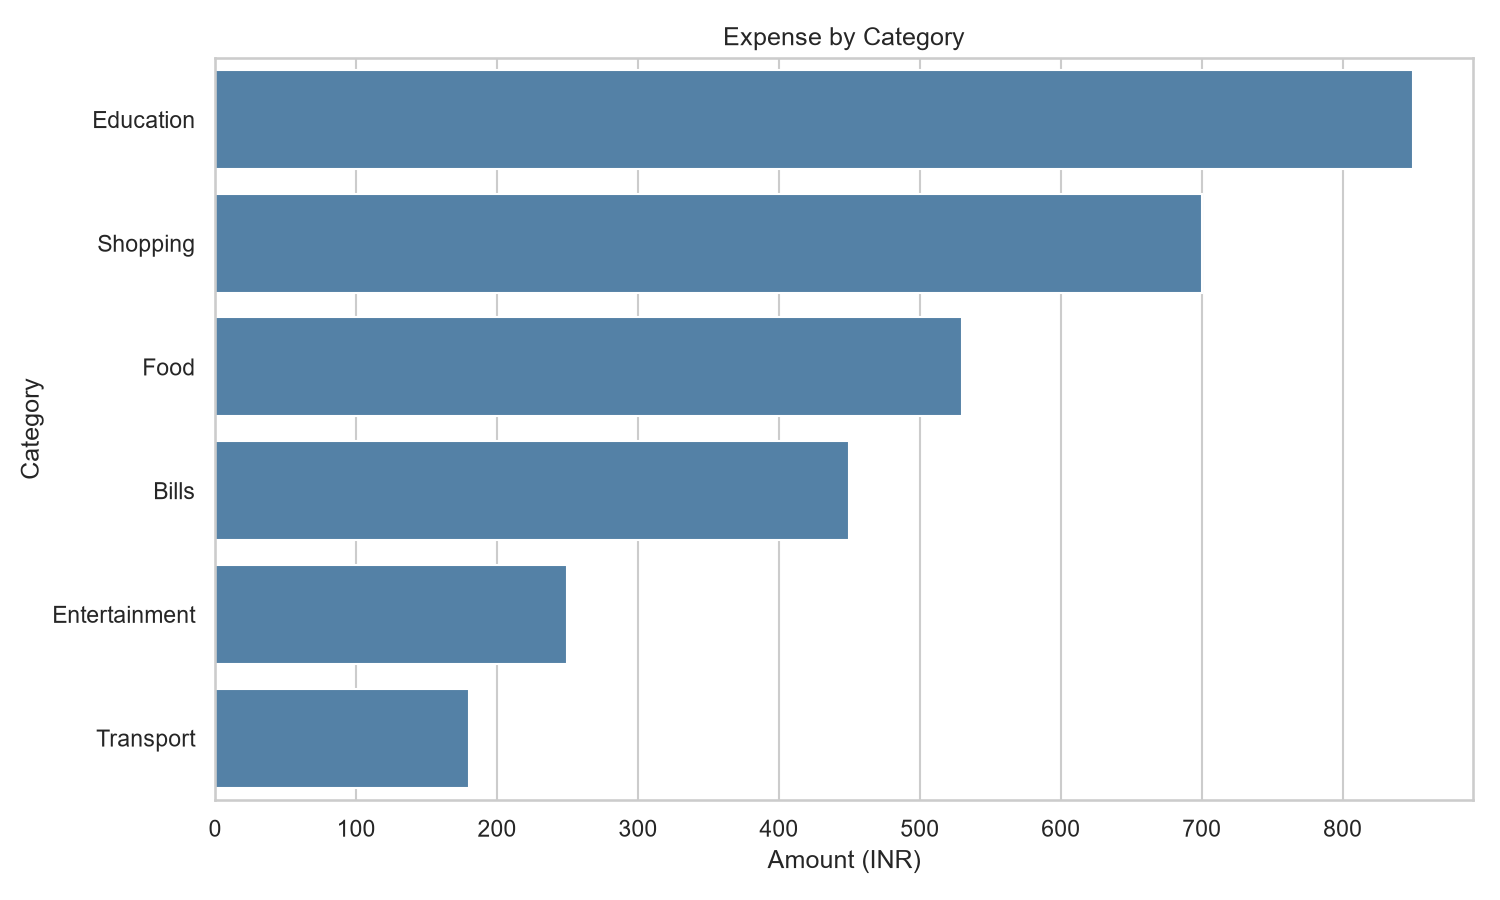 Expense by Category
Education
Shopping
Food
Bills
Entertainment
Transport
Category
0 100 200 300 400 500 600 700 800
Amount (INR)